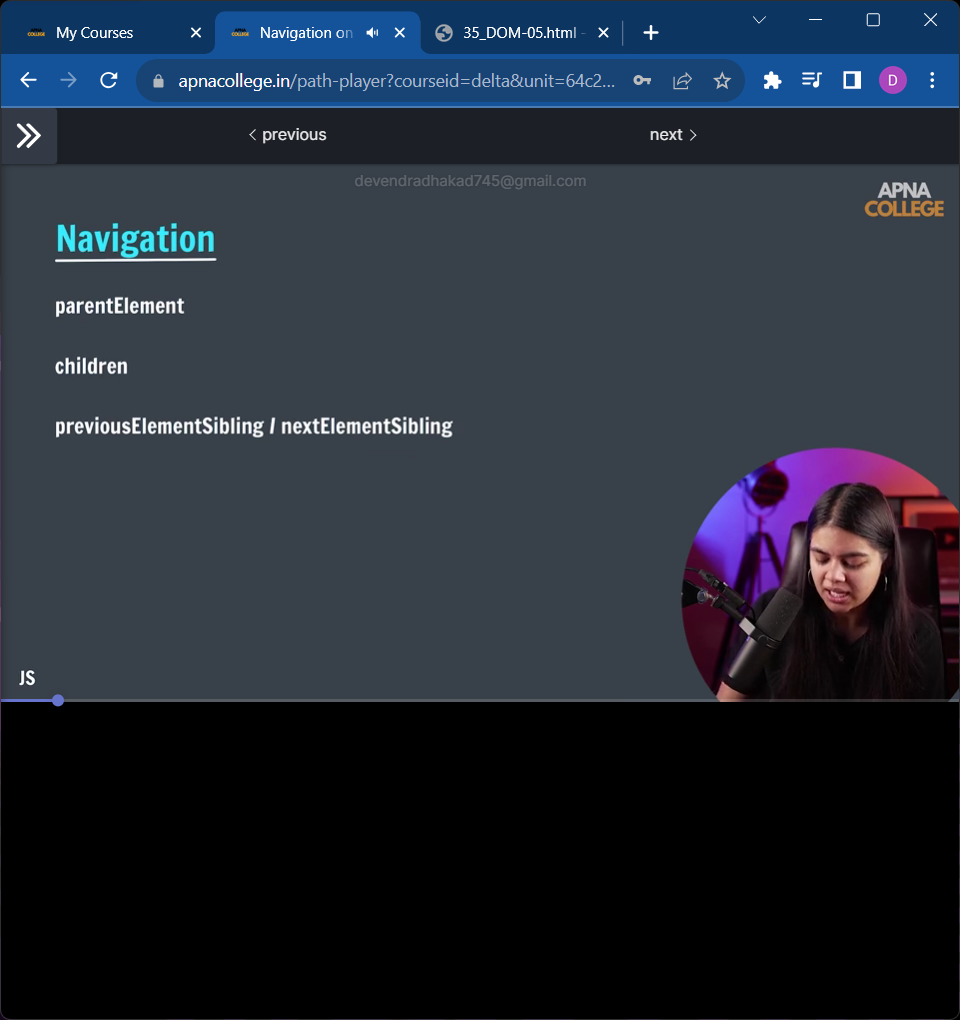 My Courses
Navigation on
35_DOM-05.html -
apnacollege.in/path-player?courseid=delta&unit=64c2...
D
previous
next
devendradhakad745@gmail.com
APNA
COLLEGE
Navigation
parentElement
children
previousElementSibling / nextElementSibling
JS